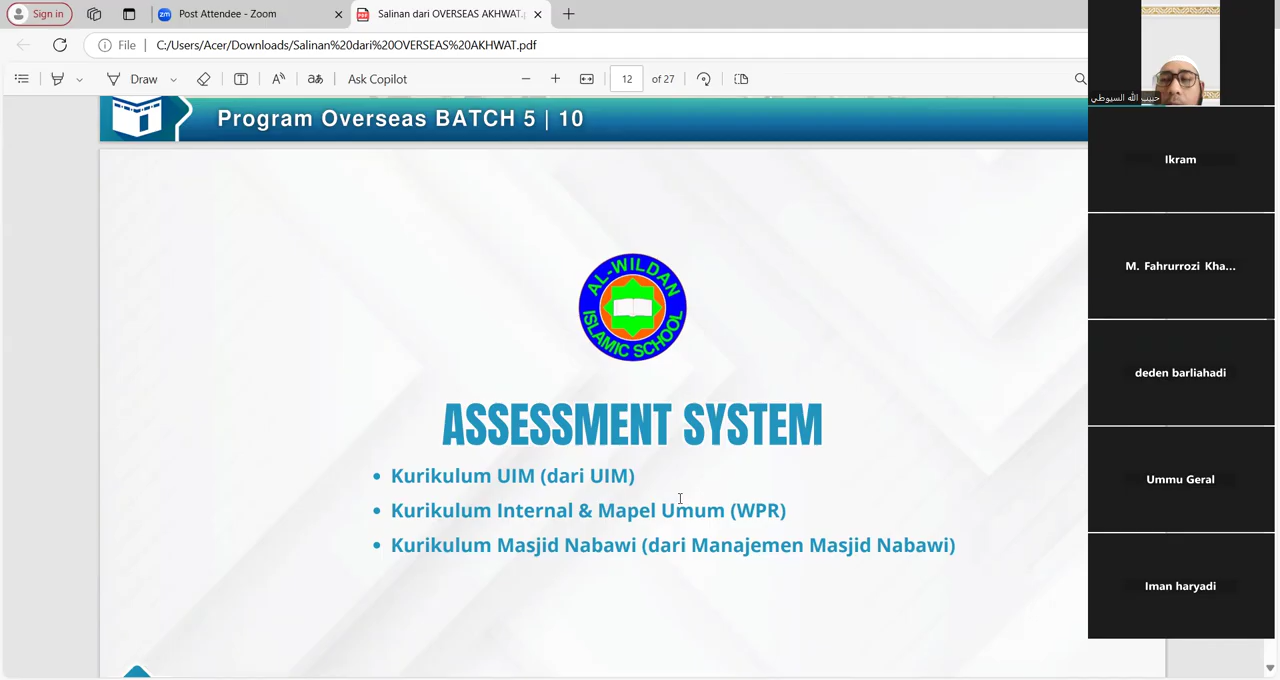 Sign in
Post Attendee - Zoom
Salinan dari OVERSEAS AKHWAT.p
File
C:/Users/Acer/Downloads/Salinan%20dari%20OVERSEAS%20AKHWAT.pdf
Draw
Ask Copilot
12 of 27
Program Overseas BATCH 5 | 10
AL-WILDAN
ISLAMIC SCHOOL
ASSESSMENT SYSTEM
• Kurikulum UIM (dari UIM)
• Kurikulum Internal & Mapel Umum (WPR)
• Kurikulum Masjid Nabawi (dari Manajemen Masjid Nabawi)
حبيب الله السيوطي
Ikram
M. Fahrurrozi Kha...
deden barliahadi
Ummu Geral
Iman haryadi